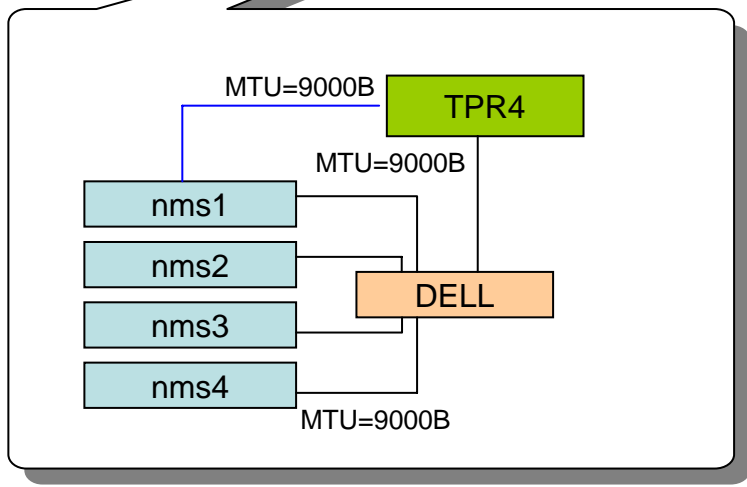 MTU=9000B
TPR4
MTU=9000B
nms1
nms2
DELL
nms3
nms4
MTU=9000B